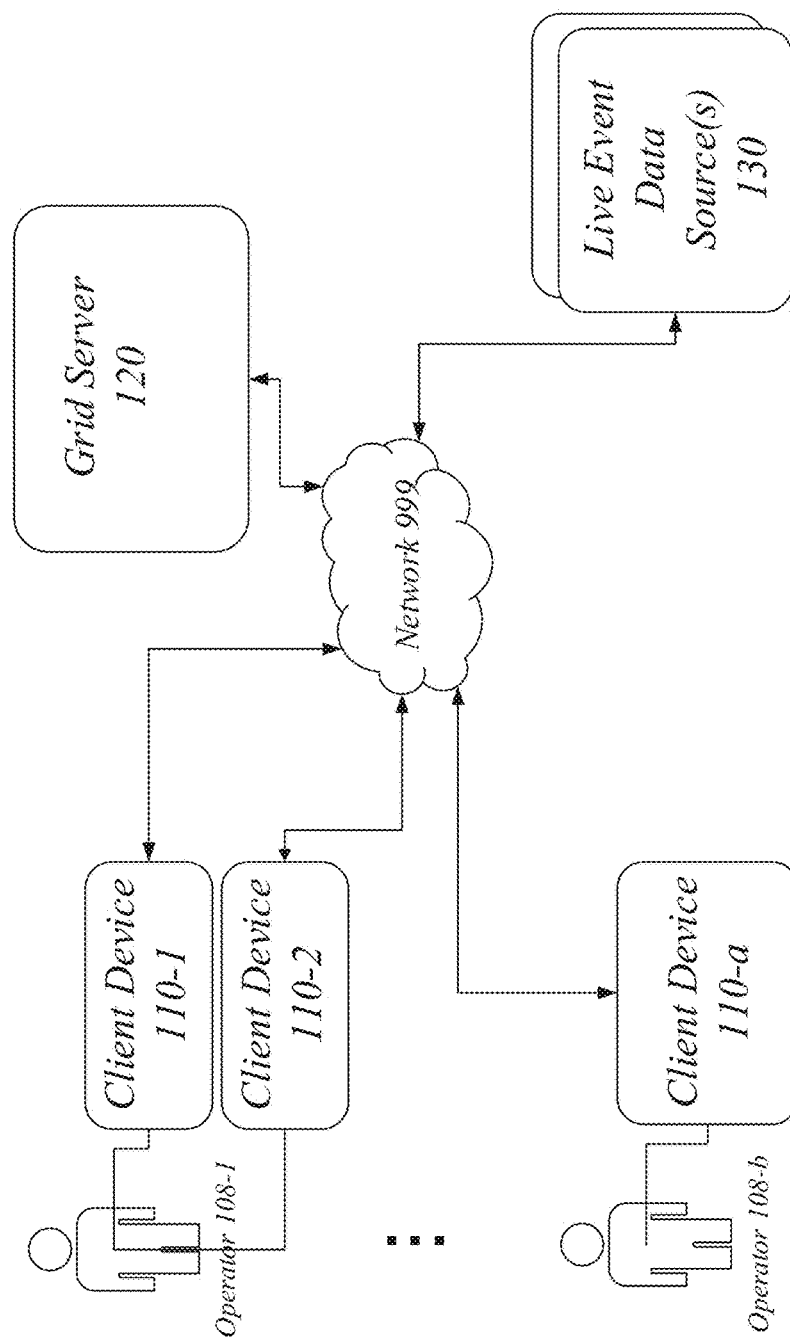 Operator 108-1
Client Device
110-1
Client Device
110-2
Operator 108-b
Client Device
110-a
Network 999
Grid Server
120
Live Event
Data
Source(s)
130